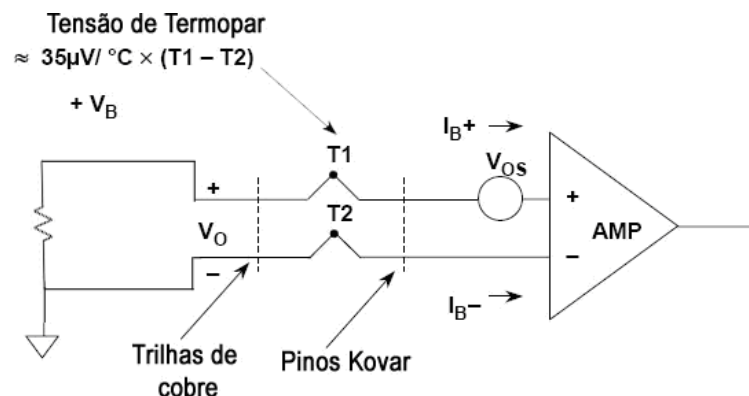 Tensão de Termopar
≈ 35µV/ °C × (T1 – T2)
+ VB
IB+
T1
VOS
+
+
T2
VO
AMP
–
–
IB–
Trilhas de
cobre
Pinos Kovar